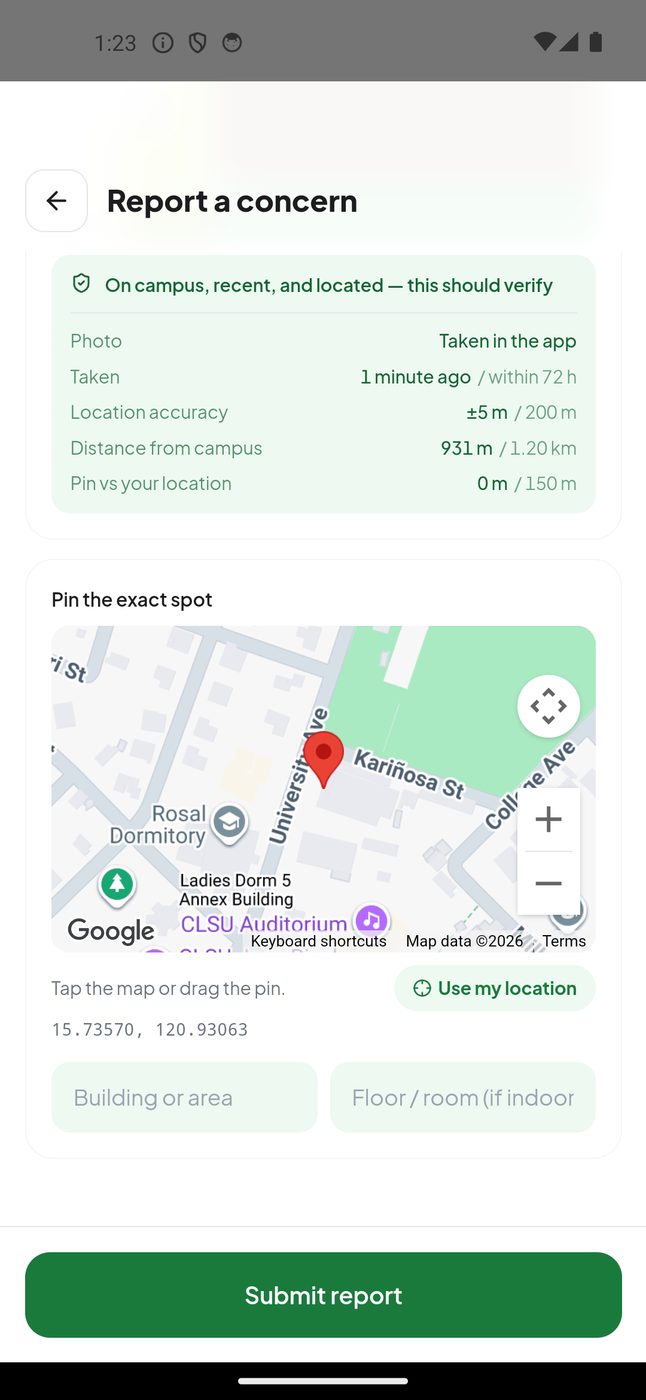 1:23
Report a concern
On campus, recent, and located — this should verify
Photo Taken in the app
Taken 1 minute ago / within 72 h
Location accuracy ±5 m / 200 m
Distance from campus 931 m / 1.20 km
Pin vs your location 0 m / 150 m
Pin the exact spot
ri St
University Ave
Kariñosa St
College Ave
Rosal
Dormitory
Ladies Dorm 5
Annex Building
CLSU Auditorium
Google
Keyboard shortcuts Map data ©2026 Terms
Tap the map or drag the pin.
Use my location
15.73570, 120.93063
Building or area
Floor / room (if indoor
Submit report